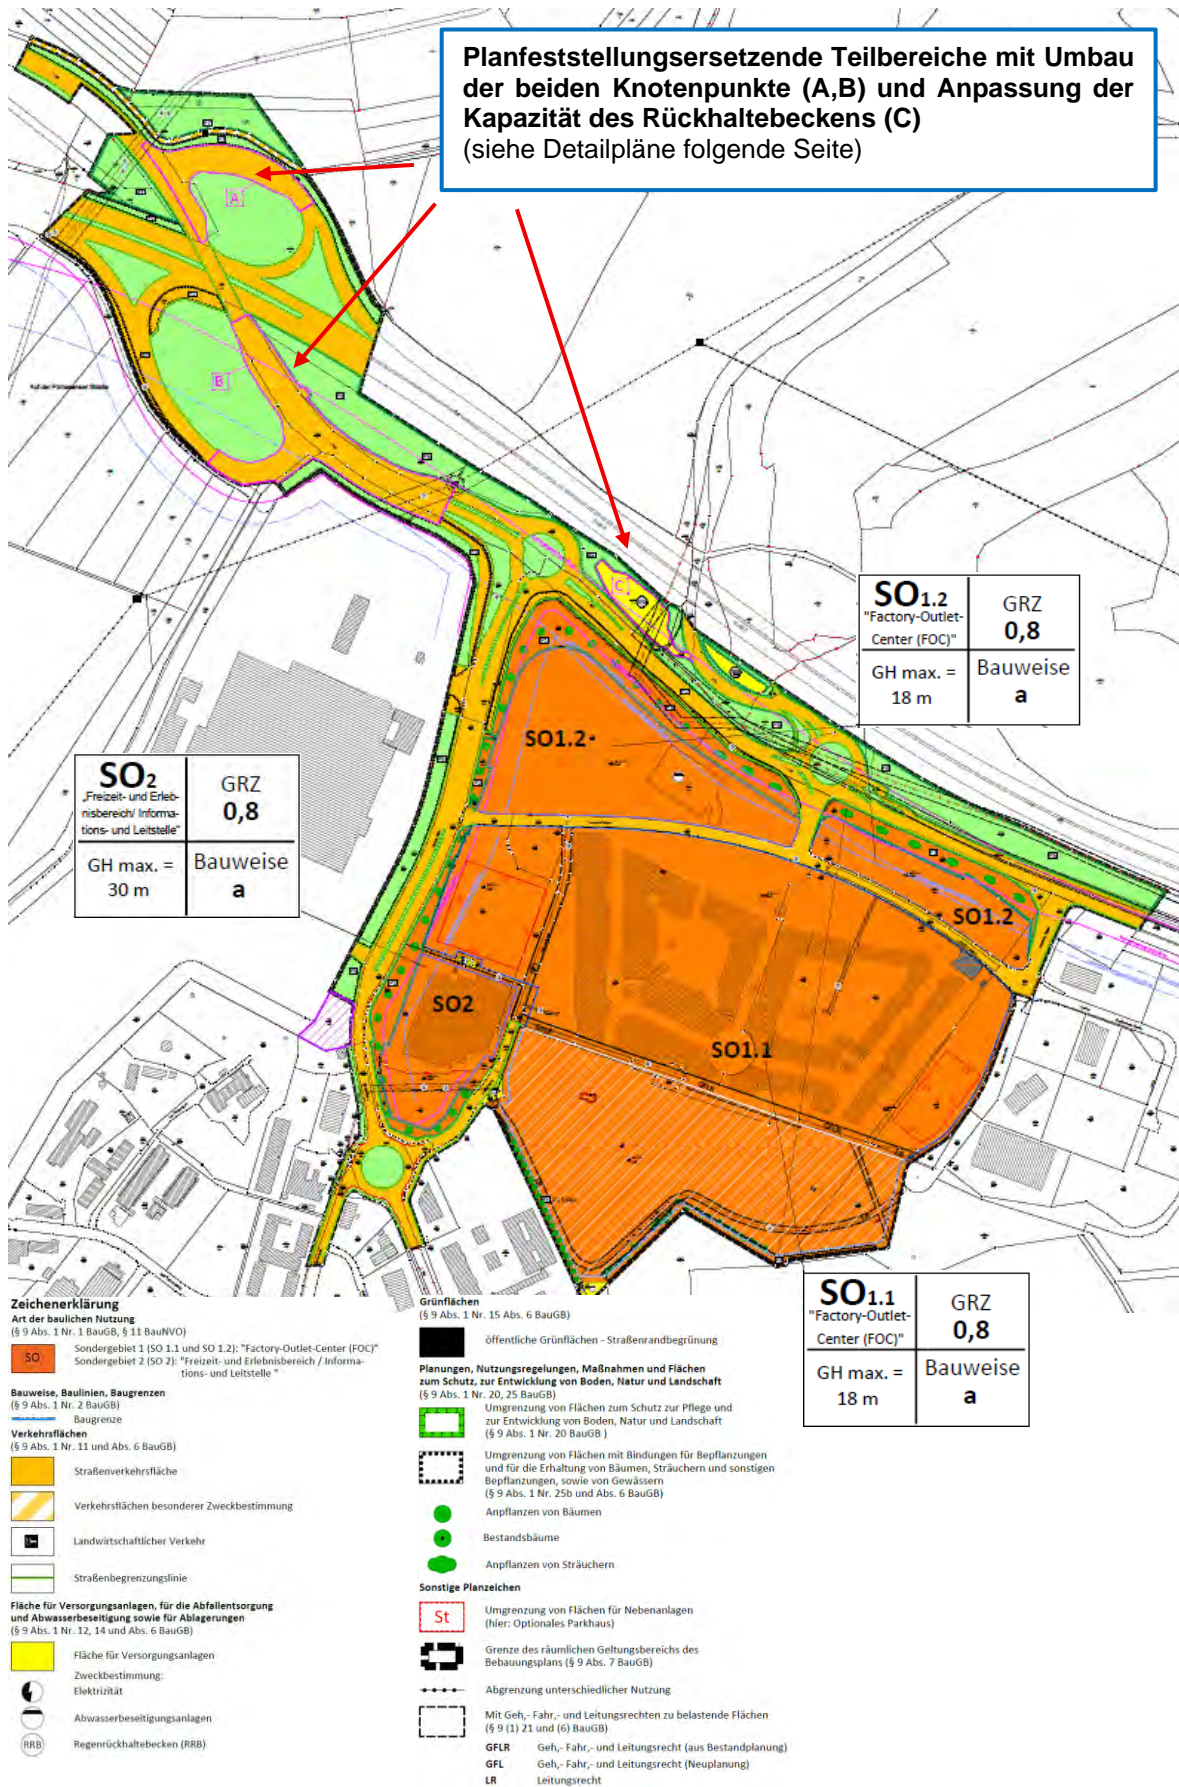 Planfeststellungsersetzende Teilbereiche mit Umbau
der beiden Knotenpunkte (A,B) und Anpassung der
Kapazität des Rückhaltebeckens (C)
(siehe Detailpläne folgende Seite)
A
B
C
SO1.2
"Factory-Outlet-
Center (FOC)"
GRZ
0,8
GH max. =
18 m
Bauweise
a
SO1.2
SO2
„Freizeit- und Erleb-
nisbereich/ Informa-
tions- und Leitstelle"
GRZ
0,8
GH max. =
30 m
Bauweise
a
SO1.2
SO2
SO1.1
SO1.1
"Factory-Outlet-
Center (FOC)"
GRZ
0,8
GH max. =
18 m
Bauweise
a
Zeichenerklärung
Art der baulichen Nutzung
(§ 9 Abs. 1 Nr. 1 BauGB, § 11 BauNVO)
SO
Sondergebiet 1 (SO 1.1 und SO 1.2): "Factory-Outlet-Center (FOC)"
Sondergebiet 2 (SO 2): "Freizeit- und Erlebnisbereich / Informa-
tions- und Leitstelle "
Bauweise, Baulinien, Baugrenzen
(§ 9 Abs. 1 Nr. 2 BauGB)
Baugrenze
Verkehrsflächen
(§ 9 Abs. 1 Nr. 11 und Abs. 6 BauGB)
Straßenverkehrsfläche
Verkehrsflächen besonderer Zweckbestimmung
Landwirtschaftlicher Verkehr
Straßenbegrenzungslinie
Fläche für Versorgungsanlagen, für die Abfallentsorgung
und Abwasserbeseitigung sowie für Ablagerungen
(§ 9 Abs. 1 Nr. 12, 14 und Abs. 6 BauGB)
Fläche für Versorgungsanlagen
Zweckbestimmung:
Elektrizität
Abwasserbeseitigungsanlagen
RRB
Regenrückhaltebecken (RRB)
Grünflächen
(§ 9 Abs. 1 Nr. 15 Abs. 6 BauGB)
öffentliche Grünflächen - Straßenrandbegrünung
Planungen, Nutzungsregelungen, Maßnahmen und Flächen
zum Schutz, zur Entwicklung von Boden, Natur und Landschaft
(§ 9 Abs. 1 Nr. 20, 25 BauGB)
Umgrenzung von Flächen zum Schutz zur Pflege und
zur Entwicklung von Boden, Natur und Landschaft
(§ 9 Abs. 1 Nr. 20 BauGB )
Umgrenzung von Flächen mit Bindungen für Bepflanzungen
und für die Erhaltung von Bäumen, Sträuchern und sonstigen
Bepflanzungen, sowie von Gewässern
(§ 9 Abs. 1 Nr. 25b und Abs. 6 BauGB)
Anpflanzen von Bäumen
Bestandsbäume
Anpflanzen von Sträuchern
Sonstige Planzeichen
St
Umgrenzung von Flächen für Nebenanlagen
(hier: Optionales Parkhaus)
Grenze des räumlichen Geltungsbereichs des
Bebauungsplans (§ 9 Abs. 7 BauGB)
Abgrenzung unterschiedlicher Nutzung
Mit Geh,- Fahr,- und Leitungsrechten zu belastende Flächen
(§ 9 (1) 21 und (6) BauGB)
GFLR Geh,- Fahr,- und Leitungsrecht (aus Bestandplanung)
GFL Geh,- Fahr,- und Leitungsrecht (Neuplanung)
LR Leitungsrecht